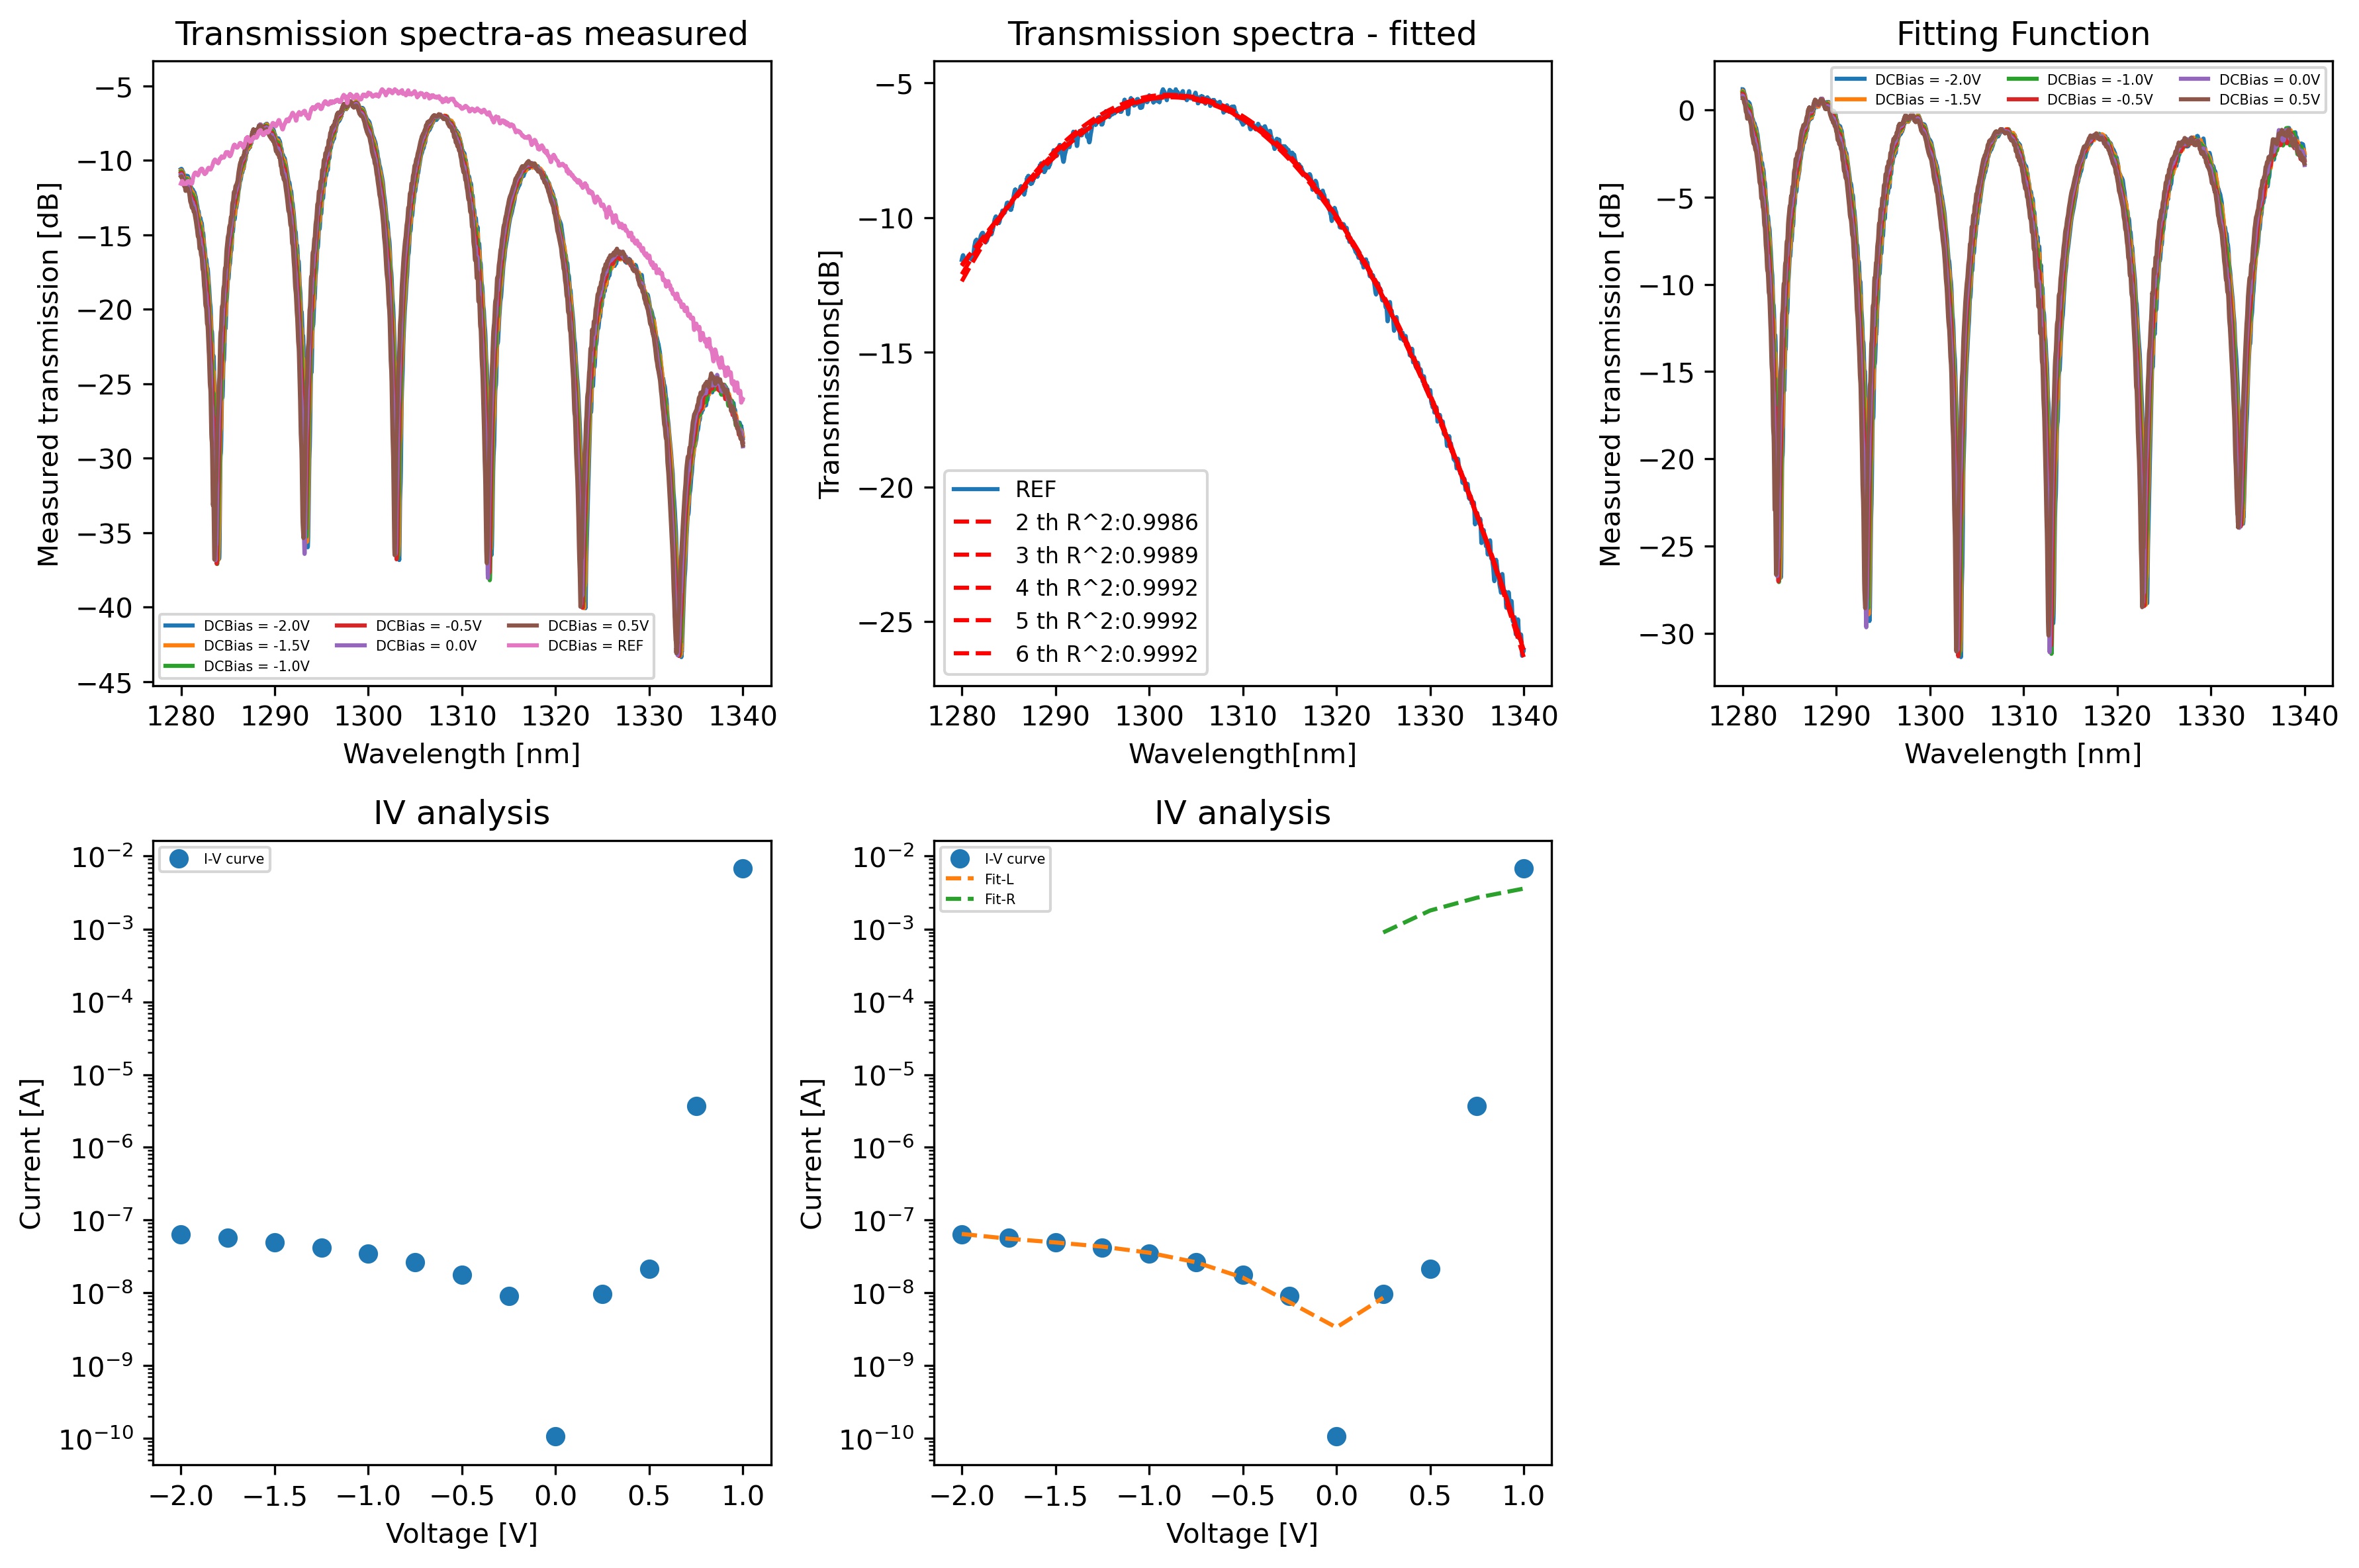 Transmission spectra-as measured
Measured transmission [dB]
−5
−10
−15
−20
−25
−30
−35
−40
−45
DCBias = -2.0V
DCBias = -1.5V
DCBias = -1.0V
DCBias = -0.5V
DCBias = 0.0V
DCBias = 0.5V
DCBias = REF
1280 1290 1300 1310 1320 1330 1340
Wavelength [nm]
Transmission spectra - fitted
Transmissions[dB]
−5
−10
−15
−20
−25
REF
2 th R^2:0.9986
3 th R^2:0.9989
4 th R^2:0.9992
5 th R^2:0.9992
6 th R^2:0.9992
1280 1290 1300 1310 1320 1330 1340
Wavelength[nm]
Fitting Function
Measured transmission [dB]
0
−5
−10
−15
−20
−25
−30
DCBias = -2.0V
DCBias = -1.5V
DCBias = -1.0V
DCBias = -0.5V
DCBias = 0.0V
DCBias = 0.5V
1280 1290 1300 1310 1320 1330 1340
Wavelength [nm]
IV analysis
Current [A]
10⁻²
10⁻³
10⁻⁴
10⁻⁵
10⁻⁶
10⁻⁷
10⁻⁸
10⁻⁹
10⁻¹⁰
I-V curve
−2.0 −1.5 −1.0 −0.5 0.0 0.5 1.0
Voltage [V]
IV analysis
Current [A]
10⁻²
10⁻³
10⁻⁴
10⁻⁵
10⁻⁶
10⁻⁷
10⁻⁸
10⁻⁹
10⁻¹⁰
I-V curve
Fit-L
Fit-R
−2.0 −1.5 −1.0 −0.5 0.0 0.5 1.0
Voltage [V]